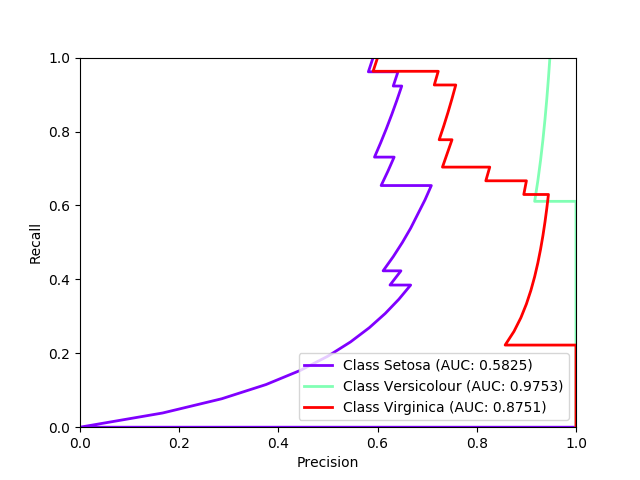 1.0
0.8
0.6
0.4
0.2
0.0
Recall
Class Setosa (AUC: 0.5825)
Class Versicolour (AUC: 0.9753)
Class Virginica (AUC: 0.8751)
0.0 0.2 0.4 0.6 0.8 1.0
Precision